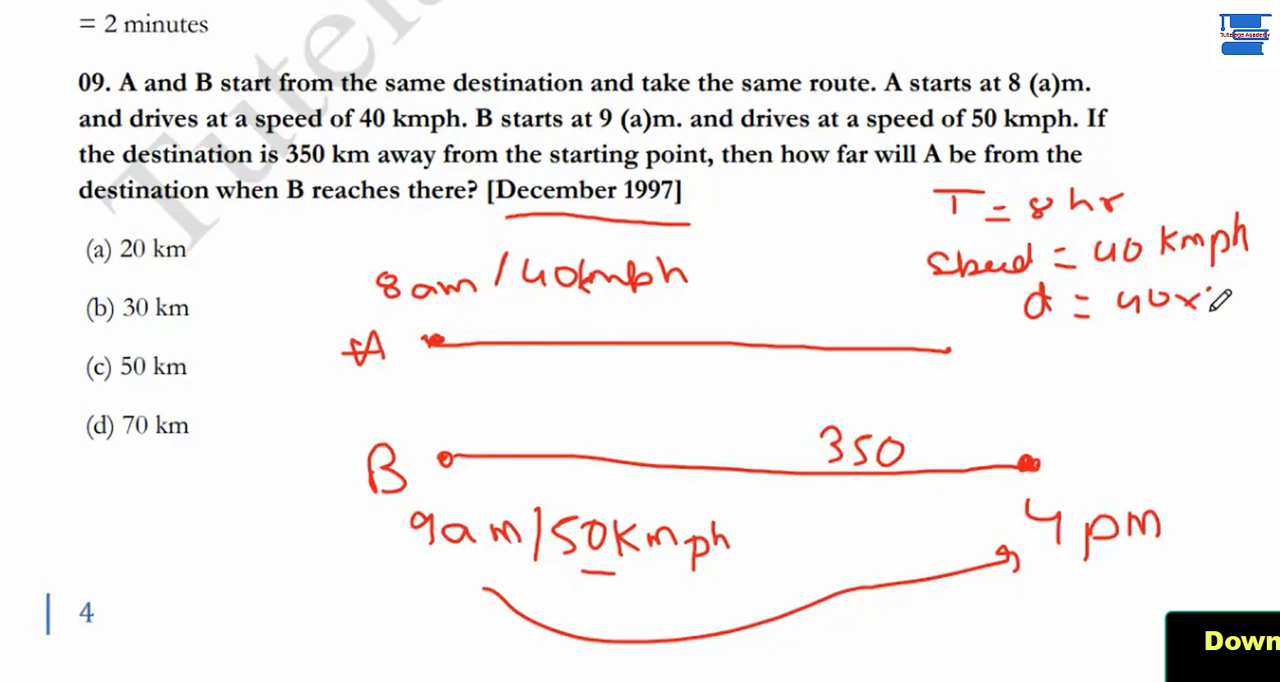 = 2 minutes
09. A and B start from the same destination and take the same route. A starts at 8 (a)m.
and drives at a speed of 40 kmph. B starts at 9 (a)m. and drives at a speed of 50 kmph. If
the destination is 350 km away from the starting point, then how far will A be from the
destination when B reaches there? [December 1997]
T = 8 hr
(a) 20 km
8am / 40kmph
Speed = 40 Kmph
(b) 30 km
d = 40×
A
(c) 50 km
(d) 70 km
B
350
9am/50Kmph
4 pm
4
Down